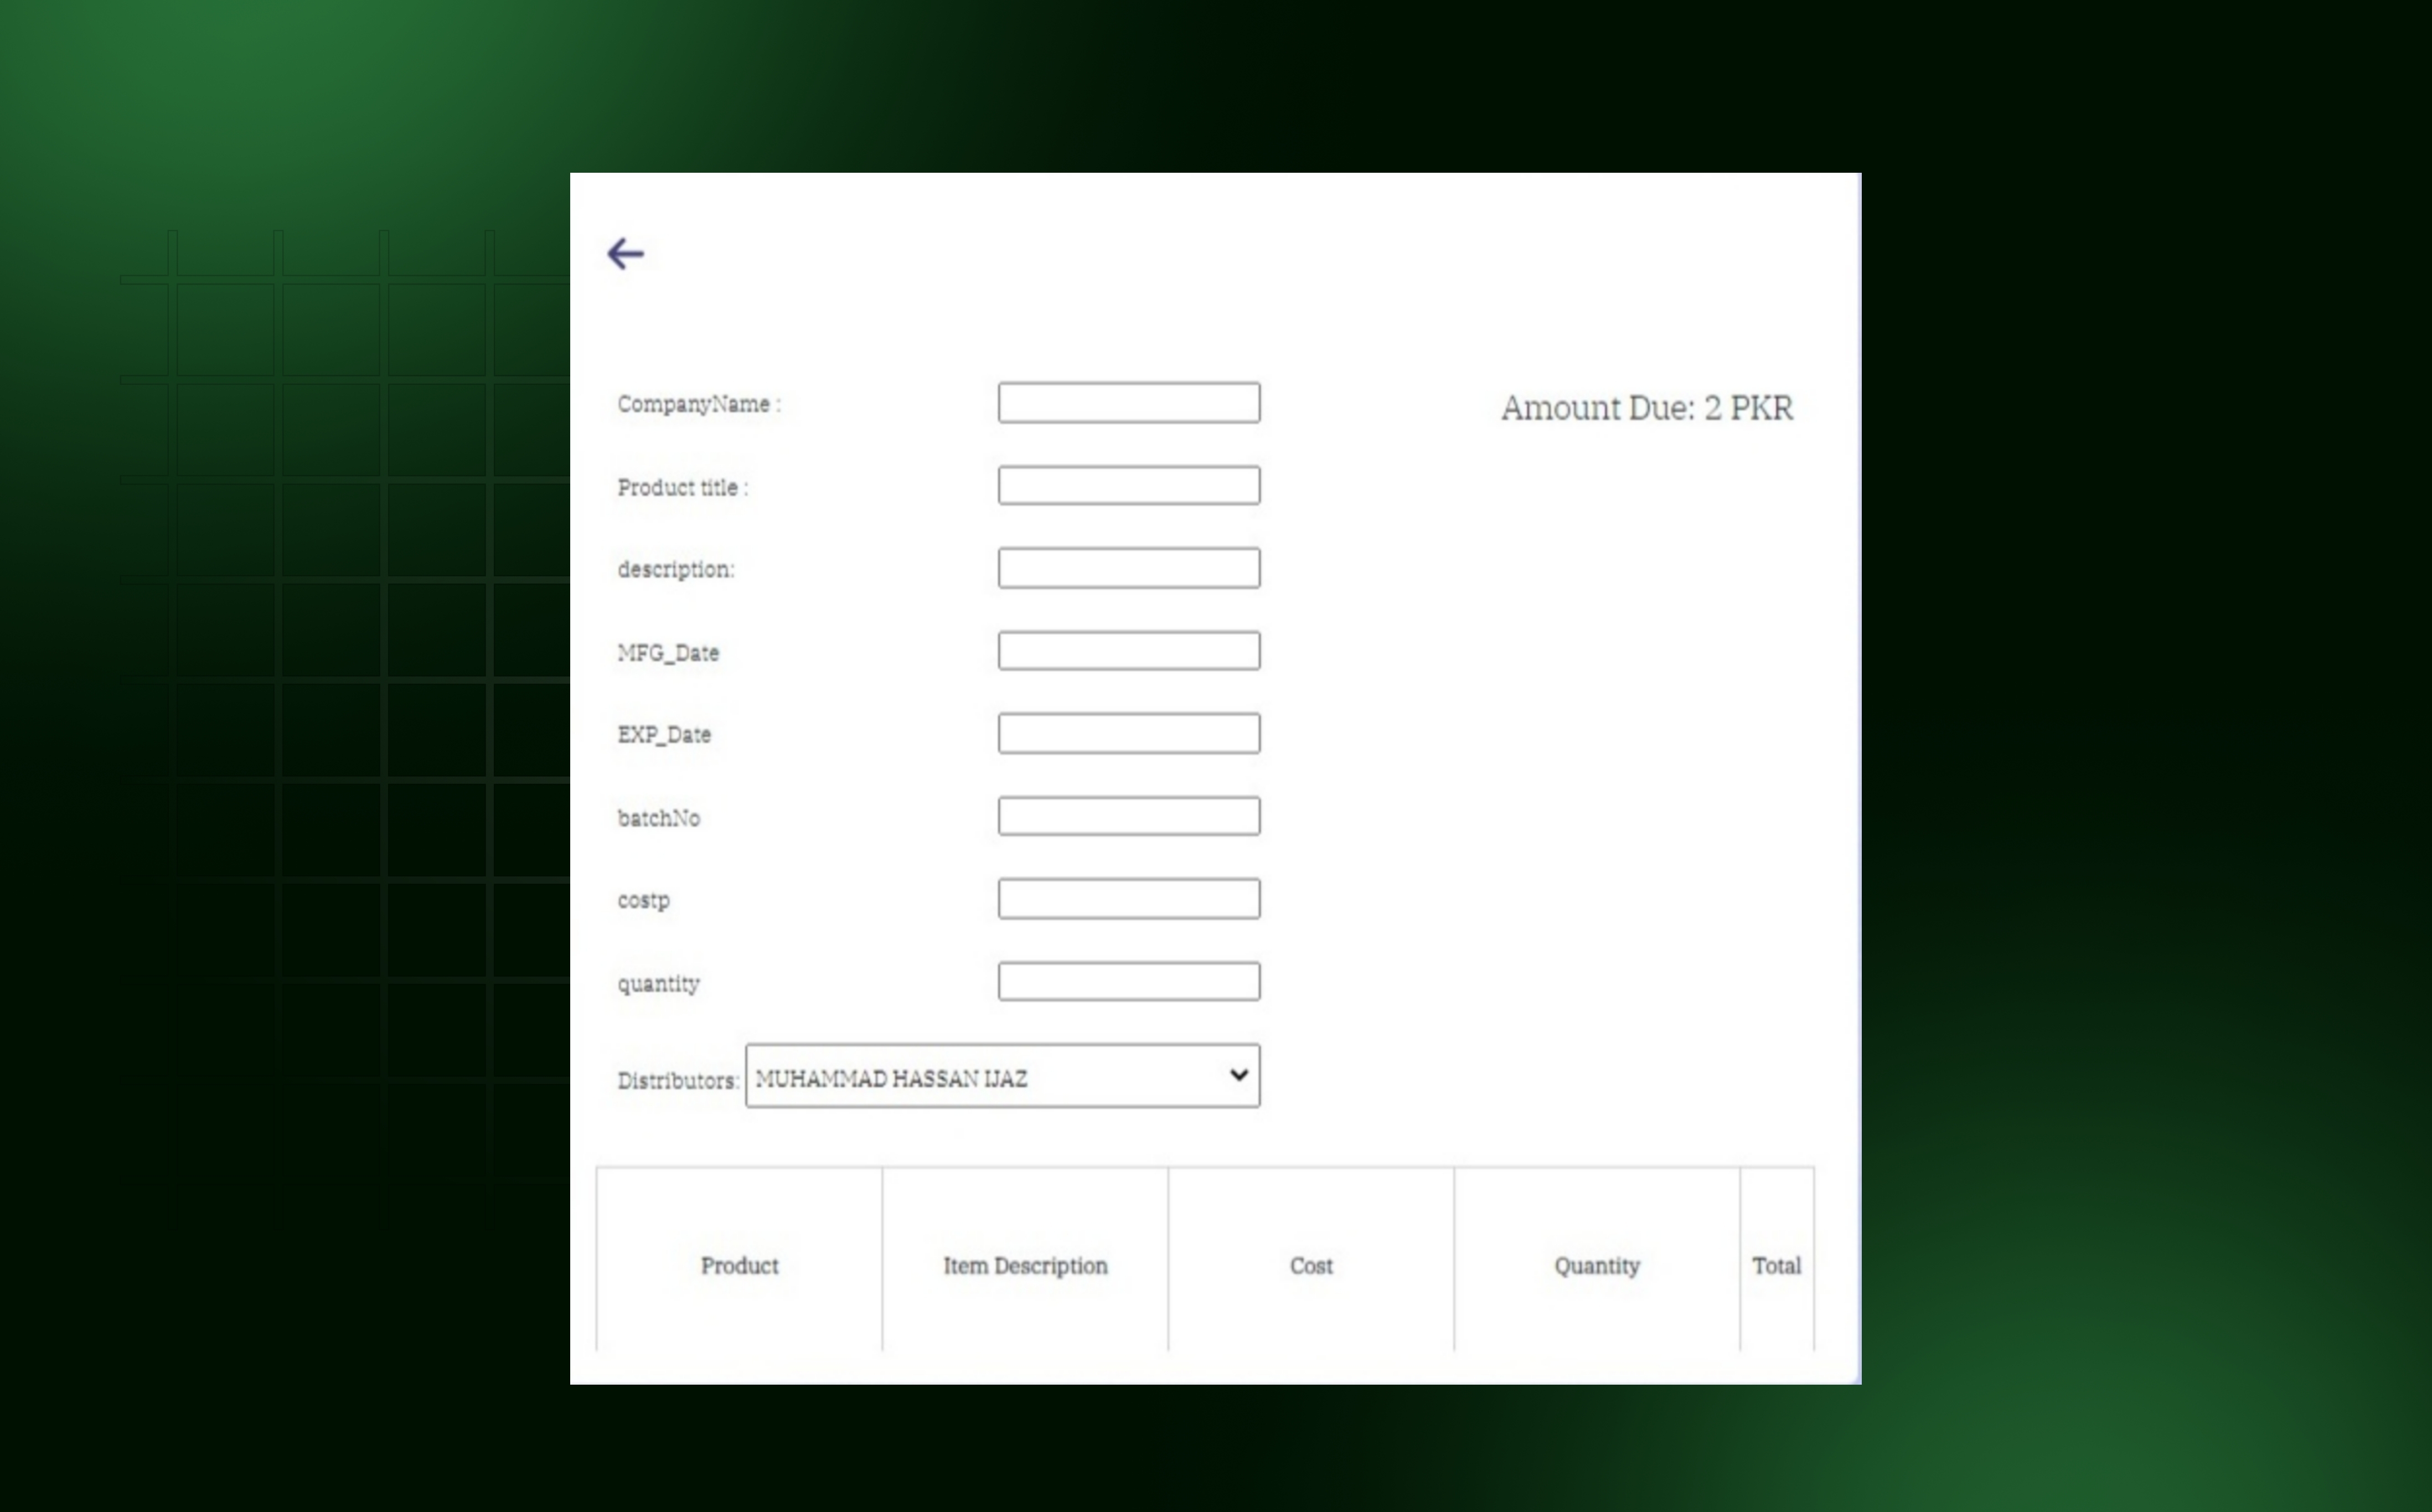 CompanyName :
Amount Due: 2 PKR
Product title :
description:
MFG_Date
EXP_Date
batchNo
costp
quantity
Distributors: MUHAMMAD HASSAN IJAZ
Product Item Description Cost Quantity Total